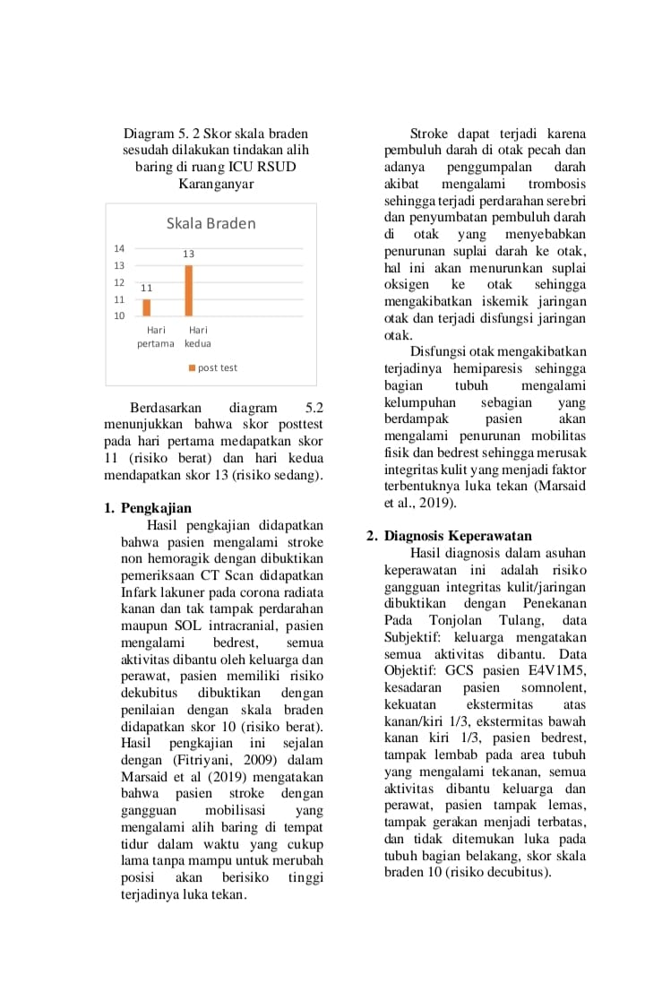 Diagram 5. 2 Skor skala braden
sesudah dilakukan tindakan alih
baring di ruang ICU RSUD
Karanganyar
Skala Braden
14
13
12
11
10
11
13
Hari pertama
Hari kedua
post test
Berdasarkan diagram 5.2
menunjukkan bahwa skor posttest
pada hari pertama medapatkan skor
11 (risiko berat) dan hari kedua
mendapatkan skor 13 (risiko sedang).
1. Pengkajian
Hasil pengkajian didapatkan
bahwa pasien mengalami stroke
non hemoragik dengan dibuktikan
pemeriksaan CT Scan didapatkan
Infark lakuner pada corona radiata
kanan dan tak tampak perdarahan
maupun SOL intracranial, pasien
mengalami bedrest, semua
aktivitas dibantu oleh keluarga dan
perawat, pasien memiliki risiko
dekubitus dibuktikan dengan
penilaian dengan skala braden
didapatkan skor 10 (risiko berat).
Hasil pengkajian ini sejalan
dengan (Fitriyani, 2009) dalam
Marsaid et al (2019) mengatakan
bahwa pasien stroke dengan
gangguan mobilisasi yang
mengalami alih baring di tempat
tidur dalam waktu yang cukup
lama tanpa mampu untuk merubah
posisi akan berisiko tinggi
terjadinya luka tekan.
Stroke dapat terjadi karena
pembuluh darah di otak pecah dan
adanya penggumpalan darah
akibat mengalami trombosis
sehingga terjadi perdarahan serebri
dan penyumbatan pembuluh darah
di otak yang menyebabkan
penurunan suplai darah ke otak,
hal ini akan menurunkan suplai
oksigen ke otak sehingga
mengakibatkan iskemik jaringan
otak dan terjadi disfungsi jaringan
otak.
Disfungsi otak mengakibatkan
terjadinya hemiparesis sehingga
bagian tubuh mengalami
kelumpuhan sebagian yang
berdampak pasien akan
mengalami penurunan mobilitas
fisik dan bedrest sehingga merusak
integritas kulit yang menjadi faktor
terbentuknya luka tekan (Marsaid
et al., 2019).
2. Diagnosis Keperawatan
Hasil diagnosis dalam asuhan
keperawatan ini adalah risiko
gangguan integritas kulit/jaringan
dibuktikan dengan Penekanan
Pada Tonjolan Tulang, data
Subjektif: keluarga mengatakan
semua aktivitas dibantu. Data
Objektif: GCS pasien E4V1M5,
kesadaran pasien somnolent,
kekuatan ekstermitas atas
kanan/kiri 1/3, ekstermitas bawah
kanan kiri 1/3, pasien bedrest,
tampak lembab pada area tubuh
yang mengalami tekanan, semua
aktivitas dibantu keluarga dan
perawat, pasien tampak lemas,
tampak gerakan menjadi terbatas,
dan tidak ditemukan luka pada
tubuh bagian belakang, skor skala
braden 10 (risiko decubitus).